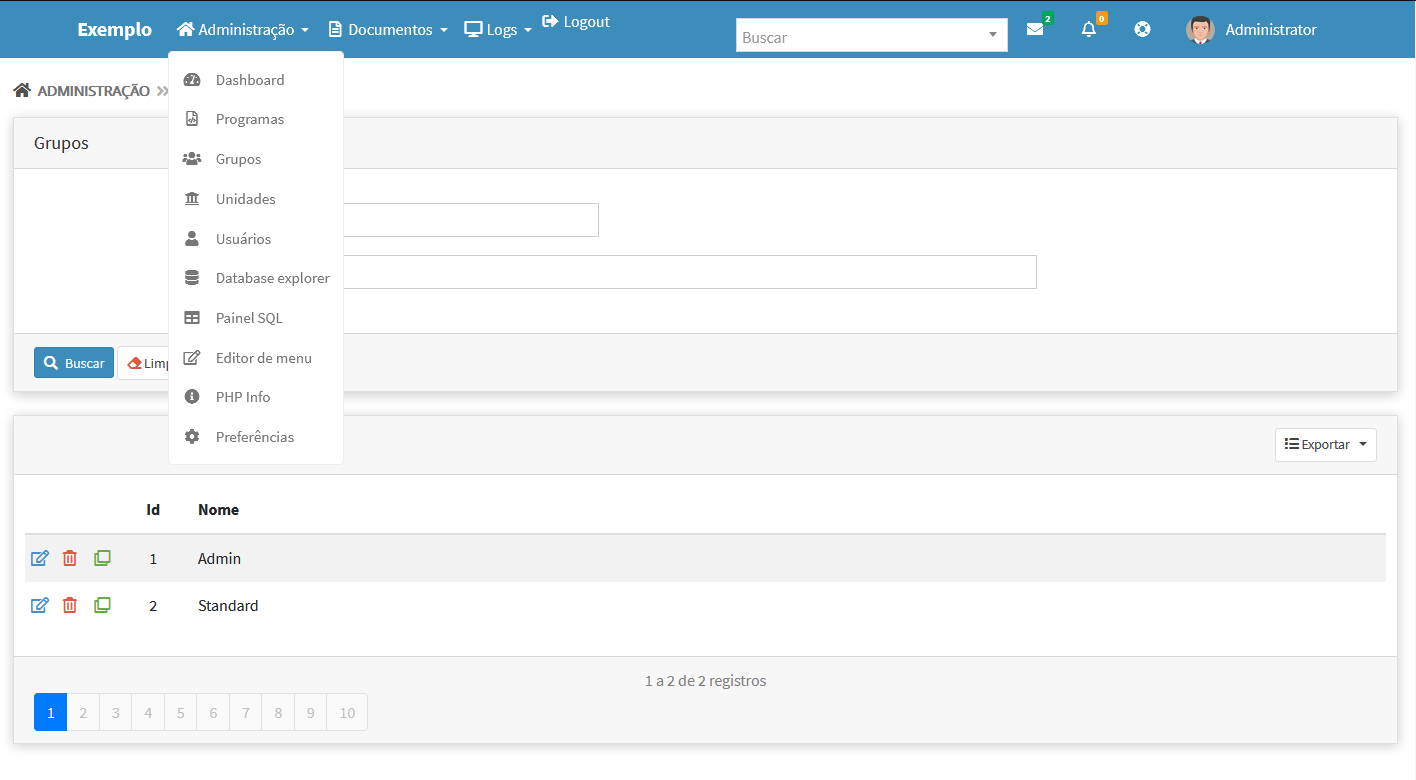 Exemplo Administração Documentos Logs Logout Buscar 2 0 Administrator
ADMINISTRAÇÃO »
Dashboard
Programas
Grupos
Unidades
Usuários
Database explorer
Painel SQL
Editor de menu
PHP Info
Preferências
Grupos
Buscar Limp
Exportar
Id Nome
1 Admin
2 Standard
1 a 2 de 2 registros
1 2 3 4 5 6 7 8 9 10